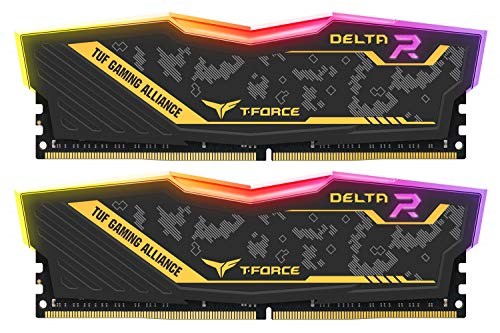 DELTA R
TUF GAMING ALLIANCE
T-FORCE
DELTA R
TUF GAMING ALLIANCE
T-FORCE